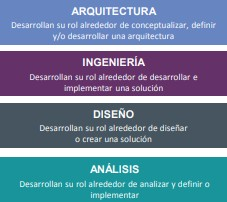 ARQUITECTURA
Desarrollan su rol alrededor de conceptualizar, definir
y/o desarrollar una arquitectura
INGENIERÍA
Desarrollan su rol alrededor de desarrollar e
implementar una solución
DISEÑO
Desarrollan su rol alrededor de diseñar
o crear una solución
ANÁLISIS
Desarrollan su rol alrededor de analizar y definir o
implementar